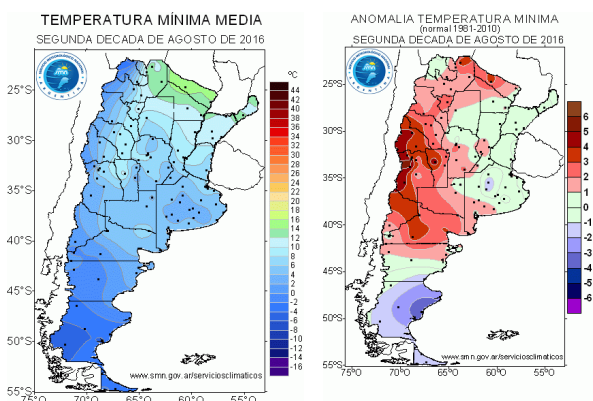 TEMPERATURA MÍNIMA MEDIA
SEGUNDA DECADA DE AGOSTO DE 2016
25°S
30°S
35°S
40°S
45°S
50°S
55°S
75°O
70°O
65°O
60°O
55°O
°C
44
42
40
38
36
34
32
30
28
26
24
22
20
18
16
14
12
10
8
6
4
2
0
-2
-4
-6
-8
-10
-12
-14
-16
www.smn.gov.ar/serviciosclimaticos
ANOMALIA TEMPERATURA MINIMA
(normal 1981-2010)
SEGUNDA DECADA DE AGOSTO DE 2016
25°S
30°S
35°S
40°S
45°S
50°S
55°S
75°O
70°O
65°O
60°O
55°O
6
5
4
3
2
1
0
-1
-2
-3
-4
-5
-6
www.smn.gov.ar/serviciosclimaticos